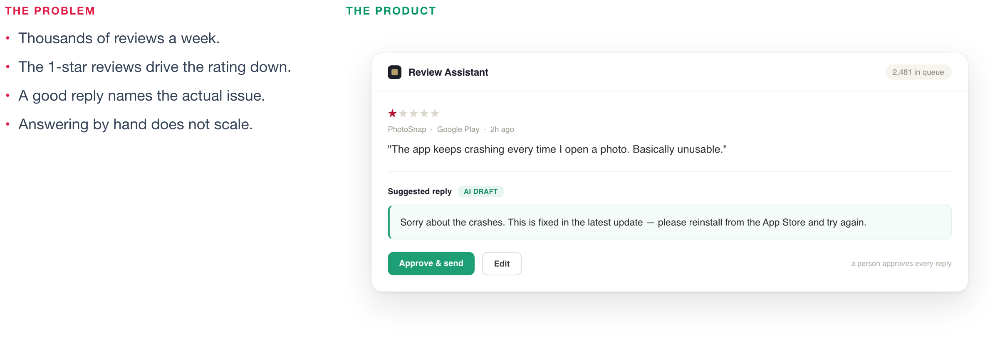 THE PROBLEM
• Thousands of reviews a week.
• The 1-star reviews drive the rating down.
• A good reply names the actual issue.
• Answering by hand does not scale.
THE PRODUCT
Review Assistant
2,481 in queue
PhotoSnap · Google Play · 2h ago
"The app keeps crashing every time I open a photo. Basically unusable."
Suggested reply AI DRAFT
Sorry about the crashes. This is fixed in the latest update — please reinstall from the App Store and try again.
Approve & send Edit
a person approves every reply